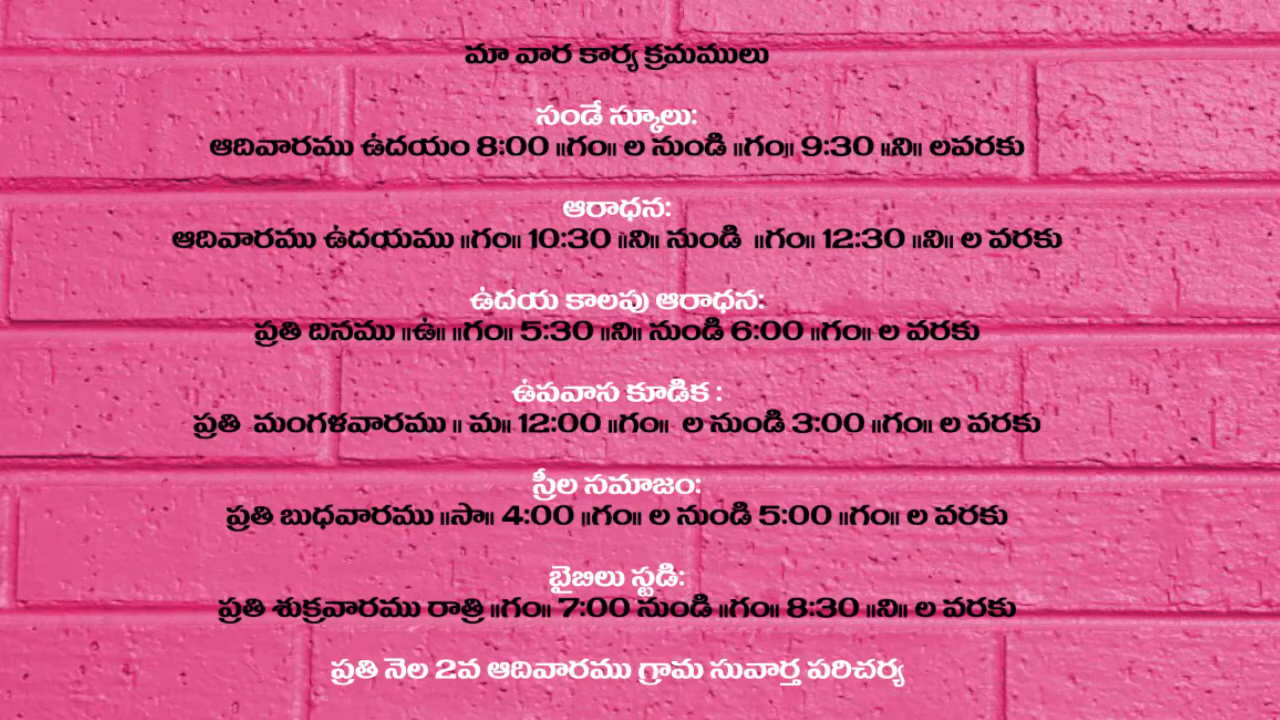 మా వార కార్య క్రమములు
సండే స్కూలు:
ఆదివారము ఉదయం 8:00 ॥గం॥ ల నుండి ॥గం॥ 9:30 ॥ని॥ లవరకు
ఆరాధన:
ఆదివారము ఉదయము ॥గం॥ 10:30 ॥ని॥ నుండి ॥గం॥ 12:30 ॥ని॥ ల వరకు
ఉదయ కాలపు ఆరాధన:
ప్రతి దినము ॥ఉ॥ ॥గం॥ 5:30 ॥ని॥ నుండి 6:00 ॥గం॥ ల వరకు
ఉపవాస కూడిక :
ప్రతి మంగళవారము ॥ మ॥ 12:00 ॥గం॥ ల నుండి 3:00 ॥గం॥ ల వరకు
స్రీల సమాజం:
ప్రతి బుధవారము ॥సా॥ 4:00 ॥గం॥ ల నుండి 5:00 ॥గం॥ ల వరకు
బైబిలు స్టడి:
ప్రతి శుక్రవారము రాత్రి ॥గం॥ 7:00 నుండి ॥గం॥ 8:30 ॥ని॥ ల వరకు
ప్రతి నెల 2వ ఆదివారము గ్రామ సువార్త పరిచర్య